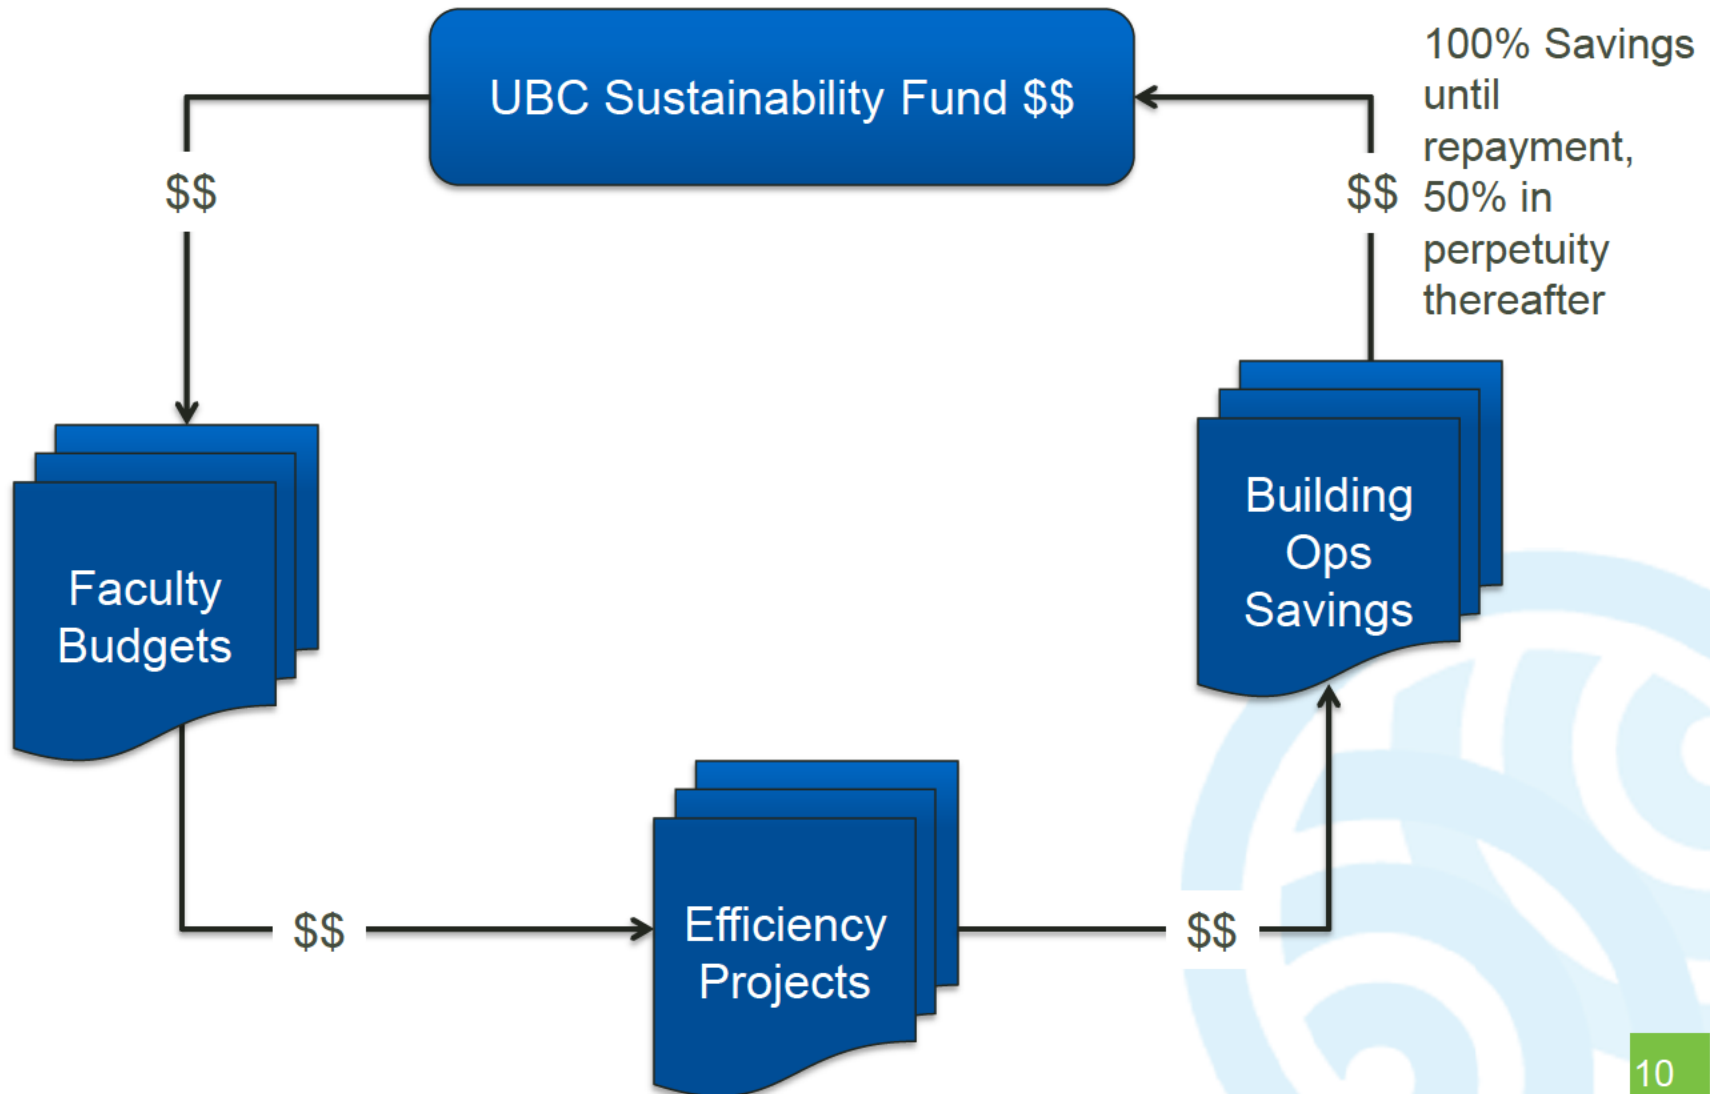 UBC Sustainability Fund $$
100% Savings
until
repayment,
50% in
perpetuity
thereafter
$$
$$
Faculty
Budgets
Building
Ops
Savings
$$
Efficiency
Projects
$$
10